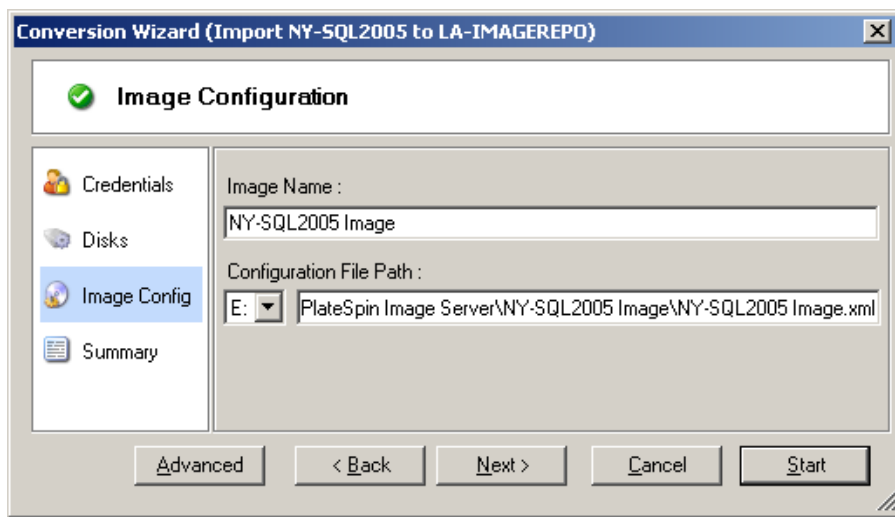 Conversion Wizard (Import NY-SQL2005 to LA-IMAGEREPO)
Image Configuration
Credentials
Disks
Image Config
Summary
Image Name :
NY-SQL2005 Image
Configuration File Path :
E: PlateSpin Image Server\NY-SQL2005 Image\NY-SQL2005 Image.xml
Advanced < Back Next > Cancel Start